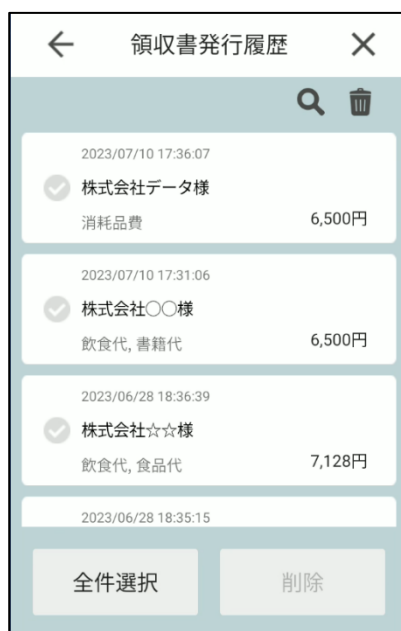 領収書発行履歴
2023/07/10 17:36:07
株式会社データ様
消耗品費 6,500円
2023/07/10 17:31:06
株式会社○○様
飲食代, 書籍代 6,500円
2023/06/28 18:36:39
株式会社☆☆様
飲食代, 食品代 7,128円
2023/06/28 18:35:15
全件選択 削除